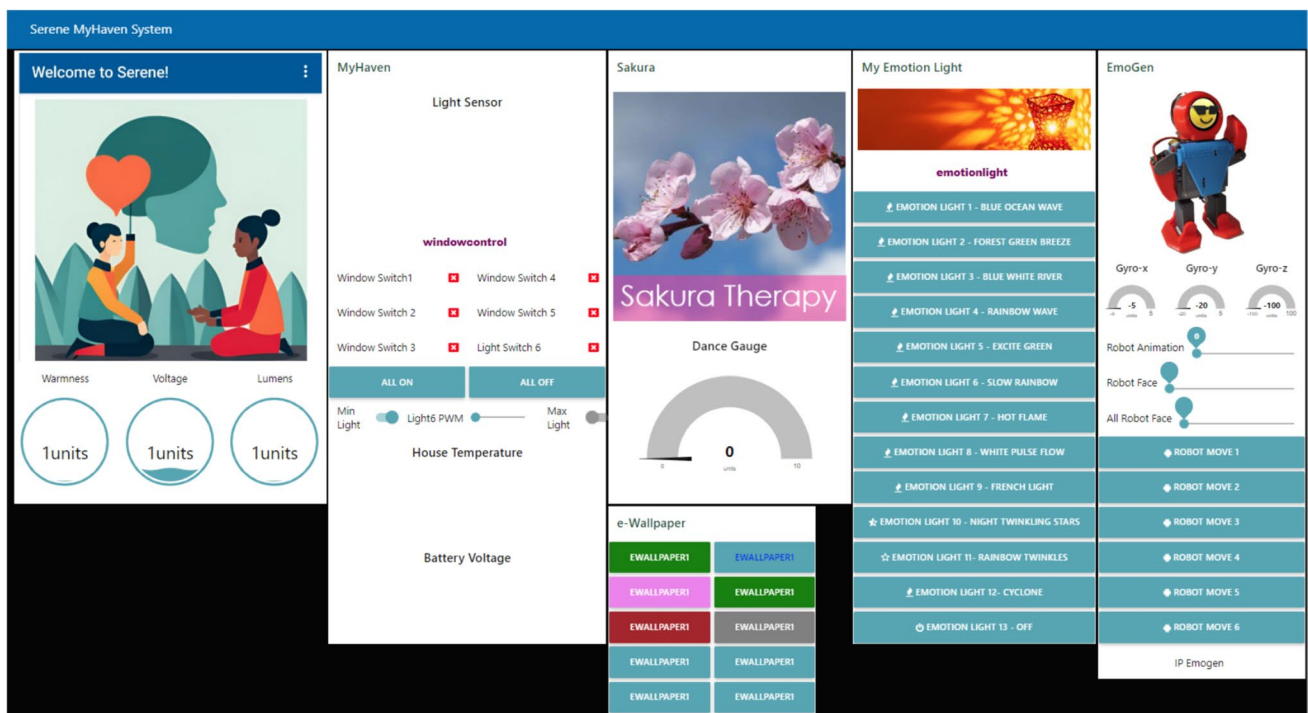 Serene MyHaven System
Welcome to Serene!
Warmness Voltage Lumens
1units 1units 1units
MyHaven
Light Sensor
windowcontrol
Window Switch1 Window Switch 4
Window Switch 2 Window Switch 5
Window Switch 3 Light Switch 6
ALL ON ALL OFF
Min Light Light6 PWM Max Light
House Temperature
Battery Voltage
Sakura
Sakura Therapy
Dance Gauge
0
0 units 10
e-Wallpaper
EWALLPAPER1 EWALLPAPER1
EWALLPAPER1 EWALLPAPER1
EWALLPAPER1 EWALLPAPER1
EWALLPAPER1 EWALLPAPER1
EWALLPAPER1 EWALLPAPER1
My Emotion Light
emotionlight
EMOTION LIGHT 1 - BLUE OCEAN WAVE
EMOTION LIGHT 2 - FOREST GREEN BREEZE
EMOTION LIGHT 3 - BLUE WHITE RIVER
EMOTION LIGHT 4 - RAINBOW WAVE
EMOTION LIGHT 5 - EXCITE GREEN
EMOTION LIGHT 6 - SLOW RAINBOW
EMOTION LIGHT 7 - HOT FLAME
EMOTION LIGHT 8 - WHITE PULSE FLOW
EMOTION LIGHT 9 - FRENCH LIGHT
EMOTION LIGHT 10 - NIGHT TWINKLING STARS
EMOTION LIGHT 11- RAINBOW TWINKLES
EMOTION LIGHT 12- CYCLONE
EMOTION LIGHT 13 - OFF
EmoGen
Gyro-x Gyro-y Gyro-z
-5 -20 -100
units 5 -20 units 5 -100 units 100
Robot Animation 0
Robot Face
All Robot Face
ROBOT MOVE 1
ROBOT MOVE 2
ROBOT MOVE 3
ROBOT MOVE 4
ROBOT MOVE 5
ROBOT MOVE 6
IP Emogen